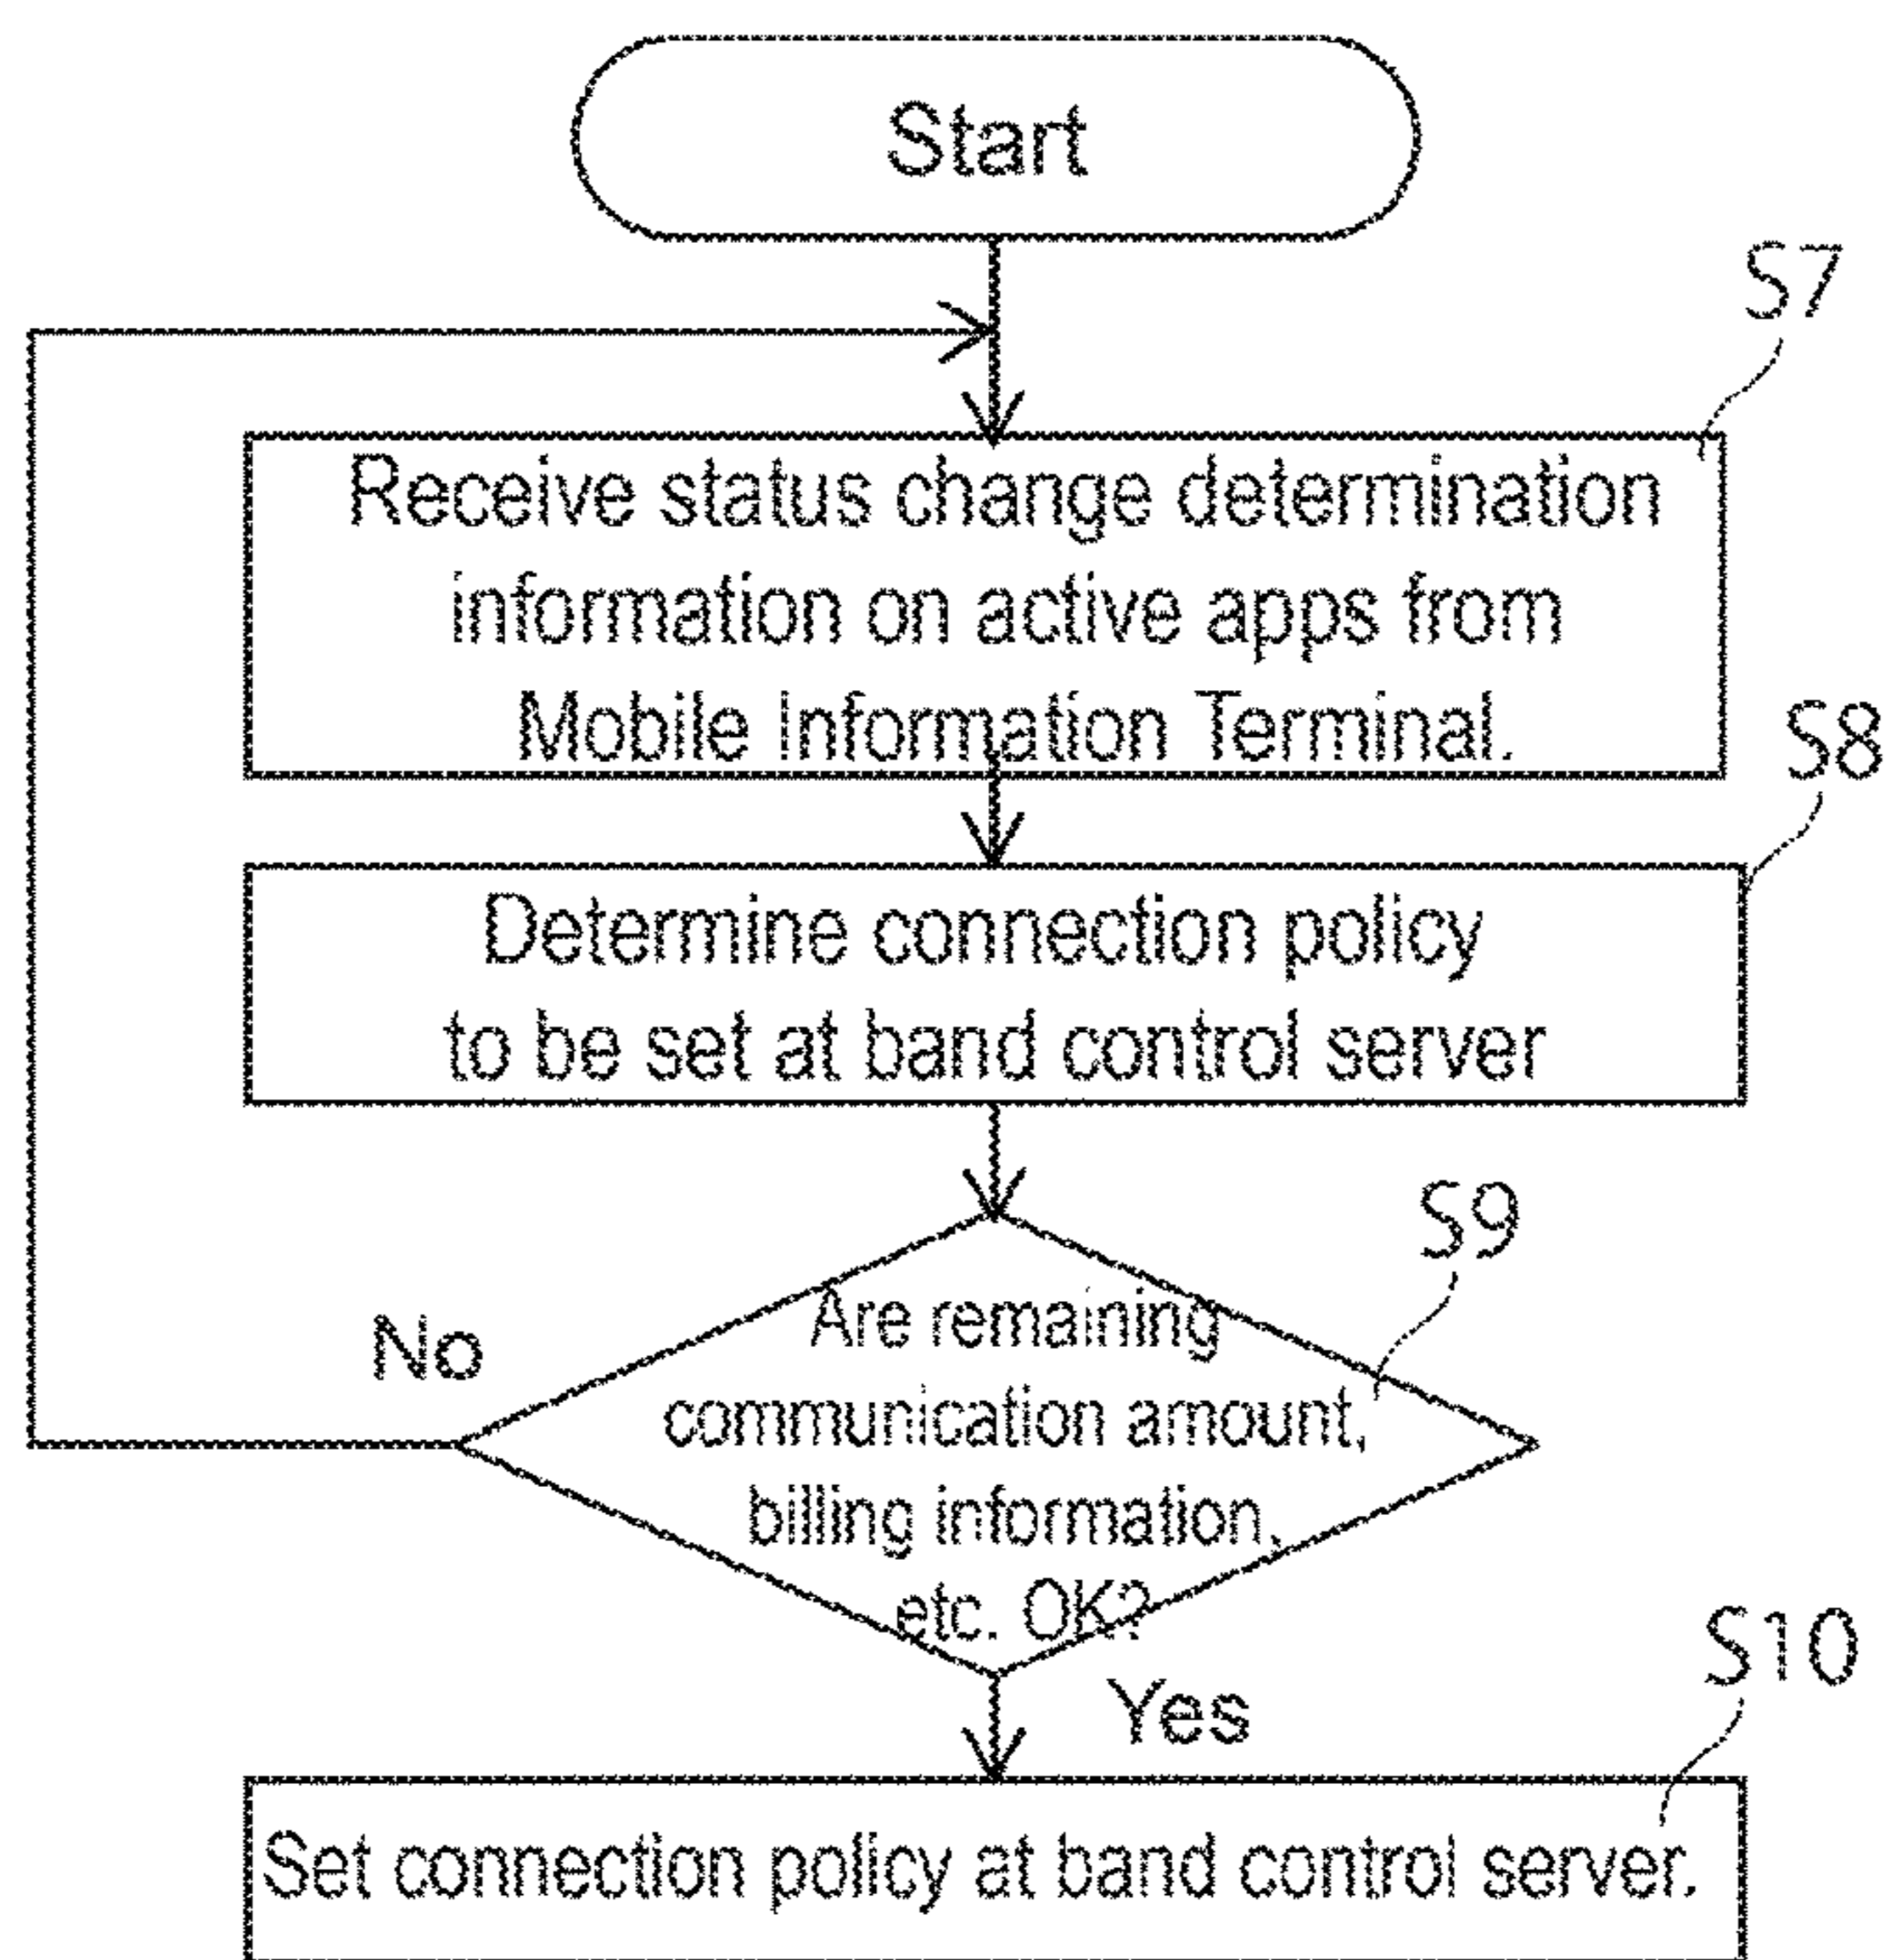 Start
S7
Receive status change determination
information on active apps from
Mobile Information Terminal.
S8
Determine connection policy
to be set at band control server
S9
No
Are remaining
communication amount,
billing information,
etc. OK?
Yes
S10
Set connection policy at band control server.